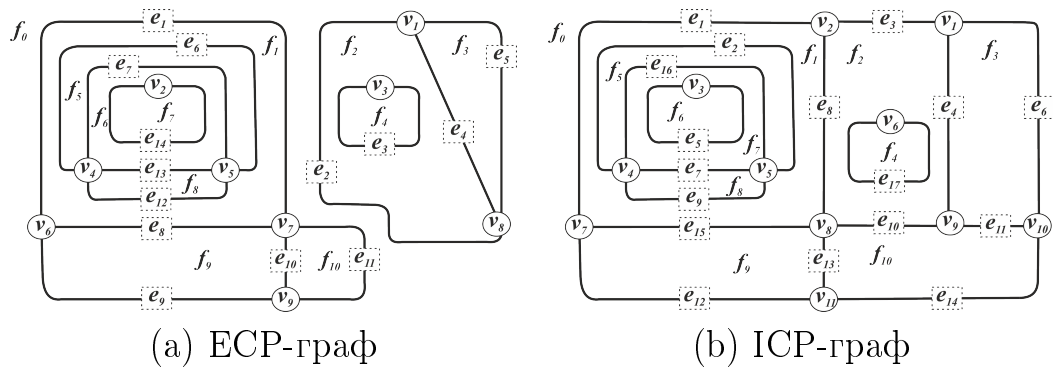 f0 e1 f1 f2 v1 f3 e5
e6
f5 e7
f6 v2 f7 e14
v3 f4 e3 e4
v4 e13 v5 e2
e12 f8
v6 e8 v7 v8
f9 e10 f10 e11
e9 v9
(a) ECP-граф
f0 e1 v2 e3 v1
e2 f1 f2 f3
f5 e16
v3 f6 e5 f7 e8 e4 e6
v6 f4 e17
v4 e7 v5
e9 f8
v7 e15 v8 e10 v9 e11 v10
f9 e13 f10
e12 v11 e14
(b) ICP-граф